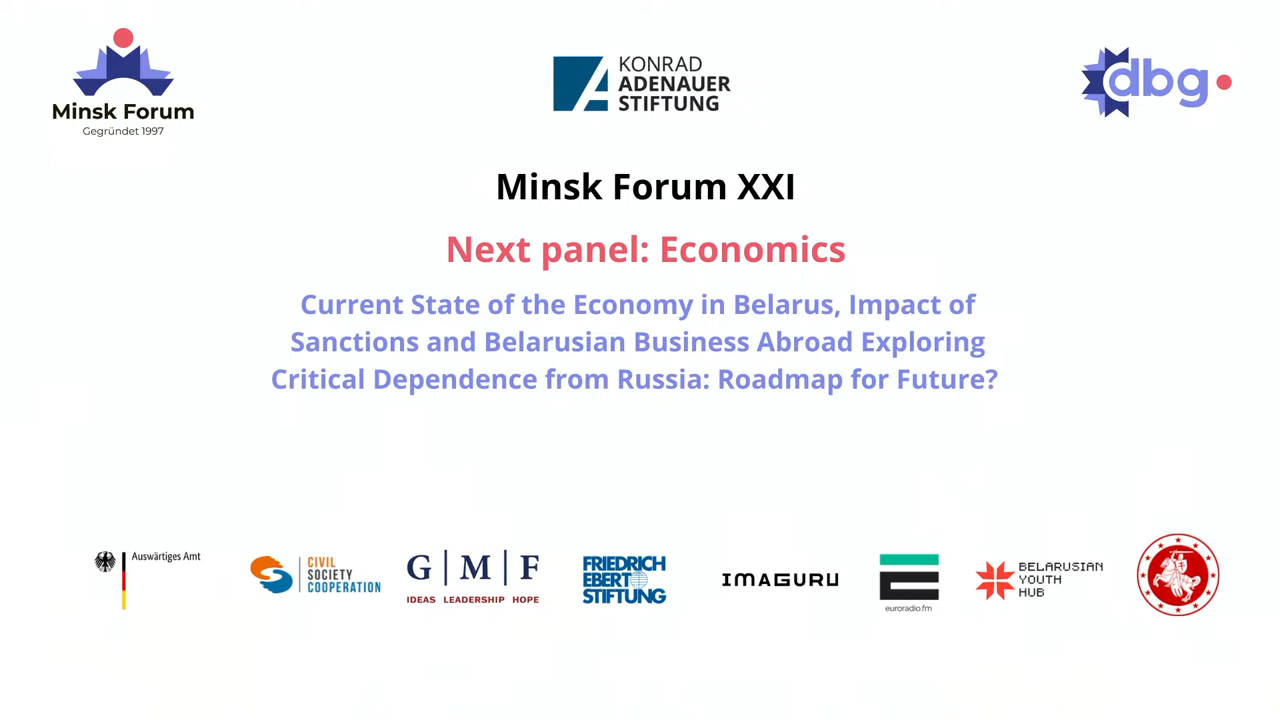 Minsk Forum
Gegründet 1997
KONRAD
ADENAUER
STIFTUNG
dbg
Minsk Forum XXI
Next panel: Economics
Current State of the Economy in Belarus, Impact of
Sanctions and Belarusian Business Abroad Exploring
Critical Dependence from Russia: Roadmap for Future?
Auswärtiges Amt
CIVIL
SOCIETY
COOPERATION
G|M|F
IDEAS LEADERSHIP HOPE
FRIEDRICH
EBERT
STIFTUNG
IMAGURU
euroradio.fm
BELARUSIAN
YOUTH
HUB